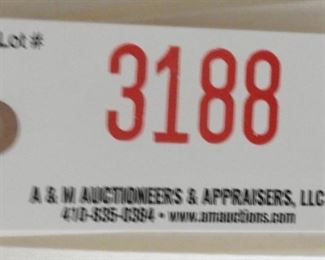 Lot #
3188
A & M AUCTIONEERS & APPRAISERS, LLC
410-835-0384 • www.amauctions.com